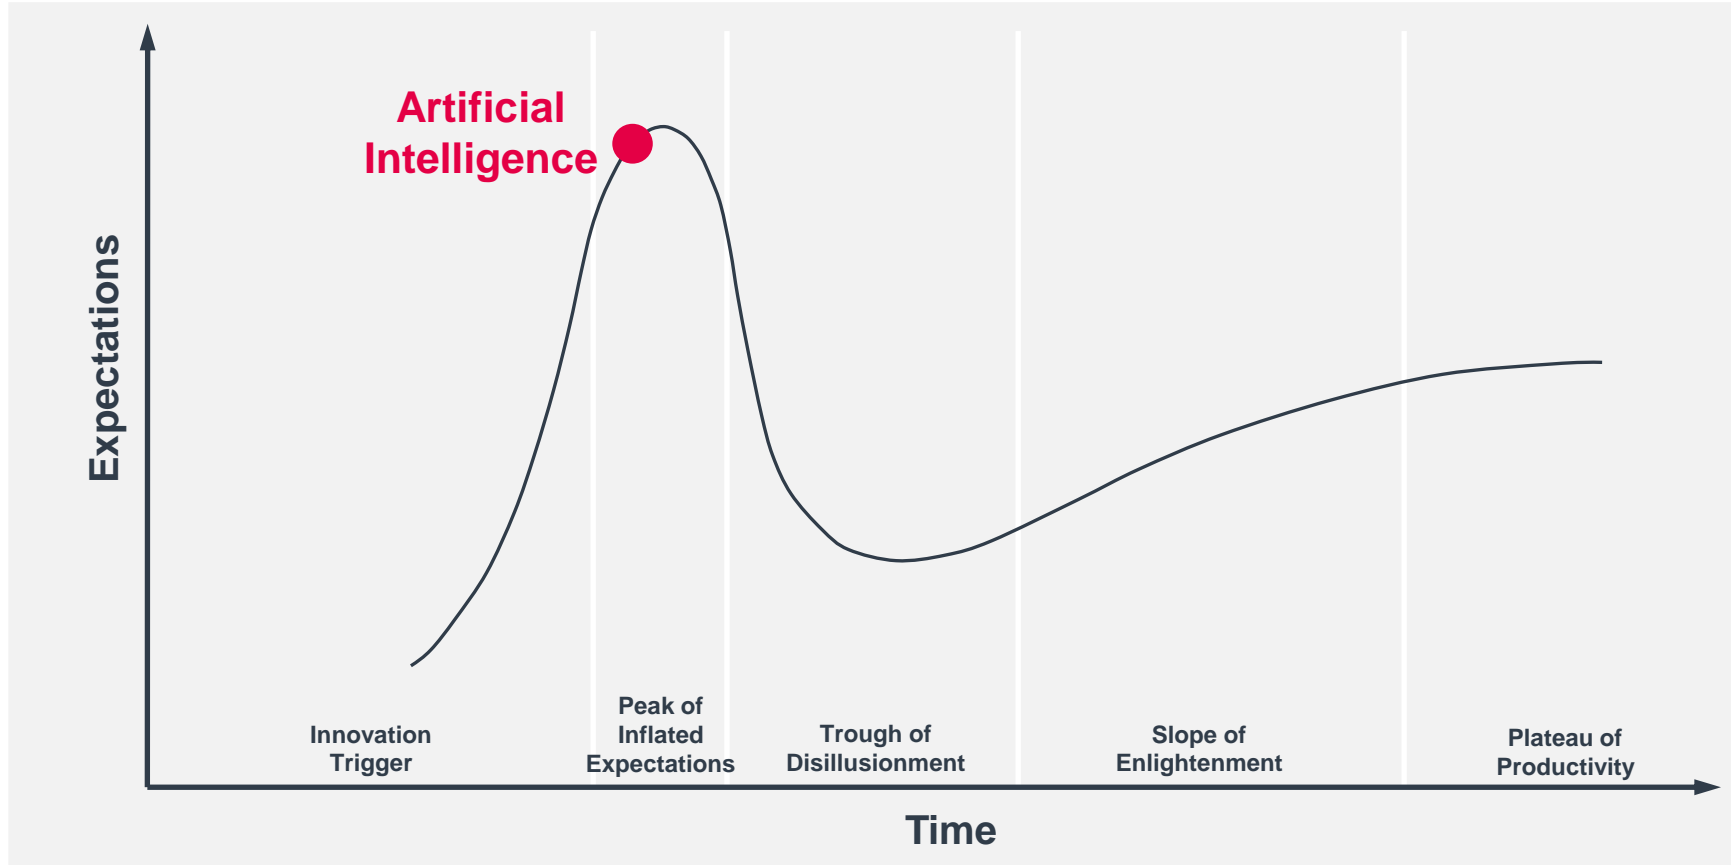 Artificial
Intelligence
Expectations
Innovation
Trigger
Peak of
Inflated
Expectations
Trough of
Disillusionment
Slope of
Enlightenment
Plateau of
Productivity
Time